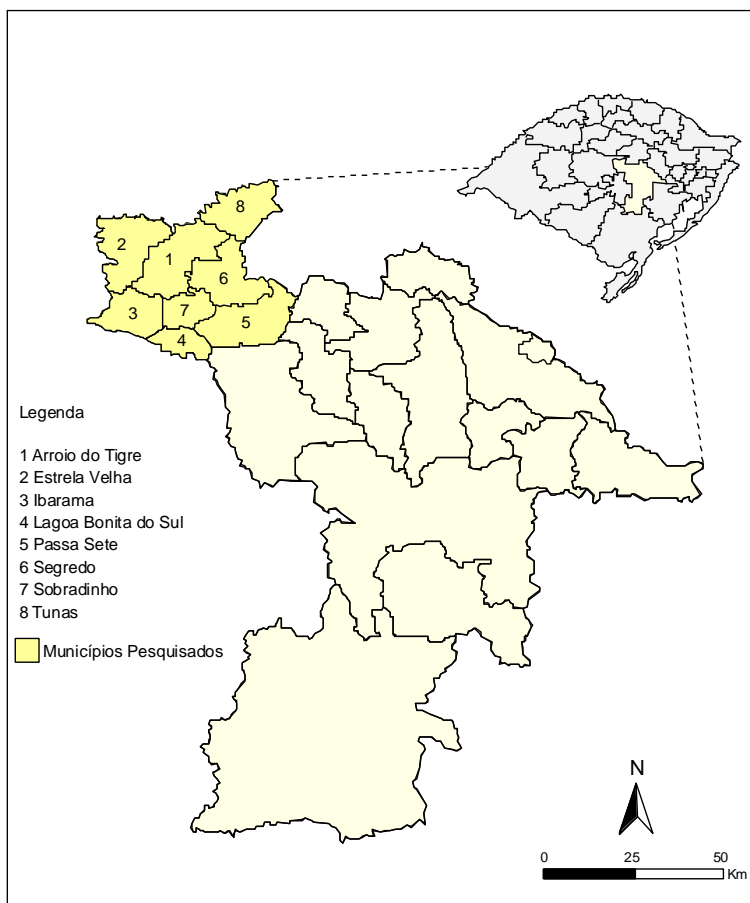 8
2
1
6
3
7
5
4
Legenda
1 Arroio do Tigre
2 Estrela Velha
3 Ibarama
4 Lagoa Bonita do Sul
5 Passa Sete
6 Segredo
7 Sobradinho
8 Tunas
Municípios Pesquisados
N
0 25 50
Km